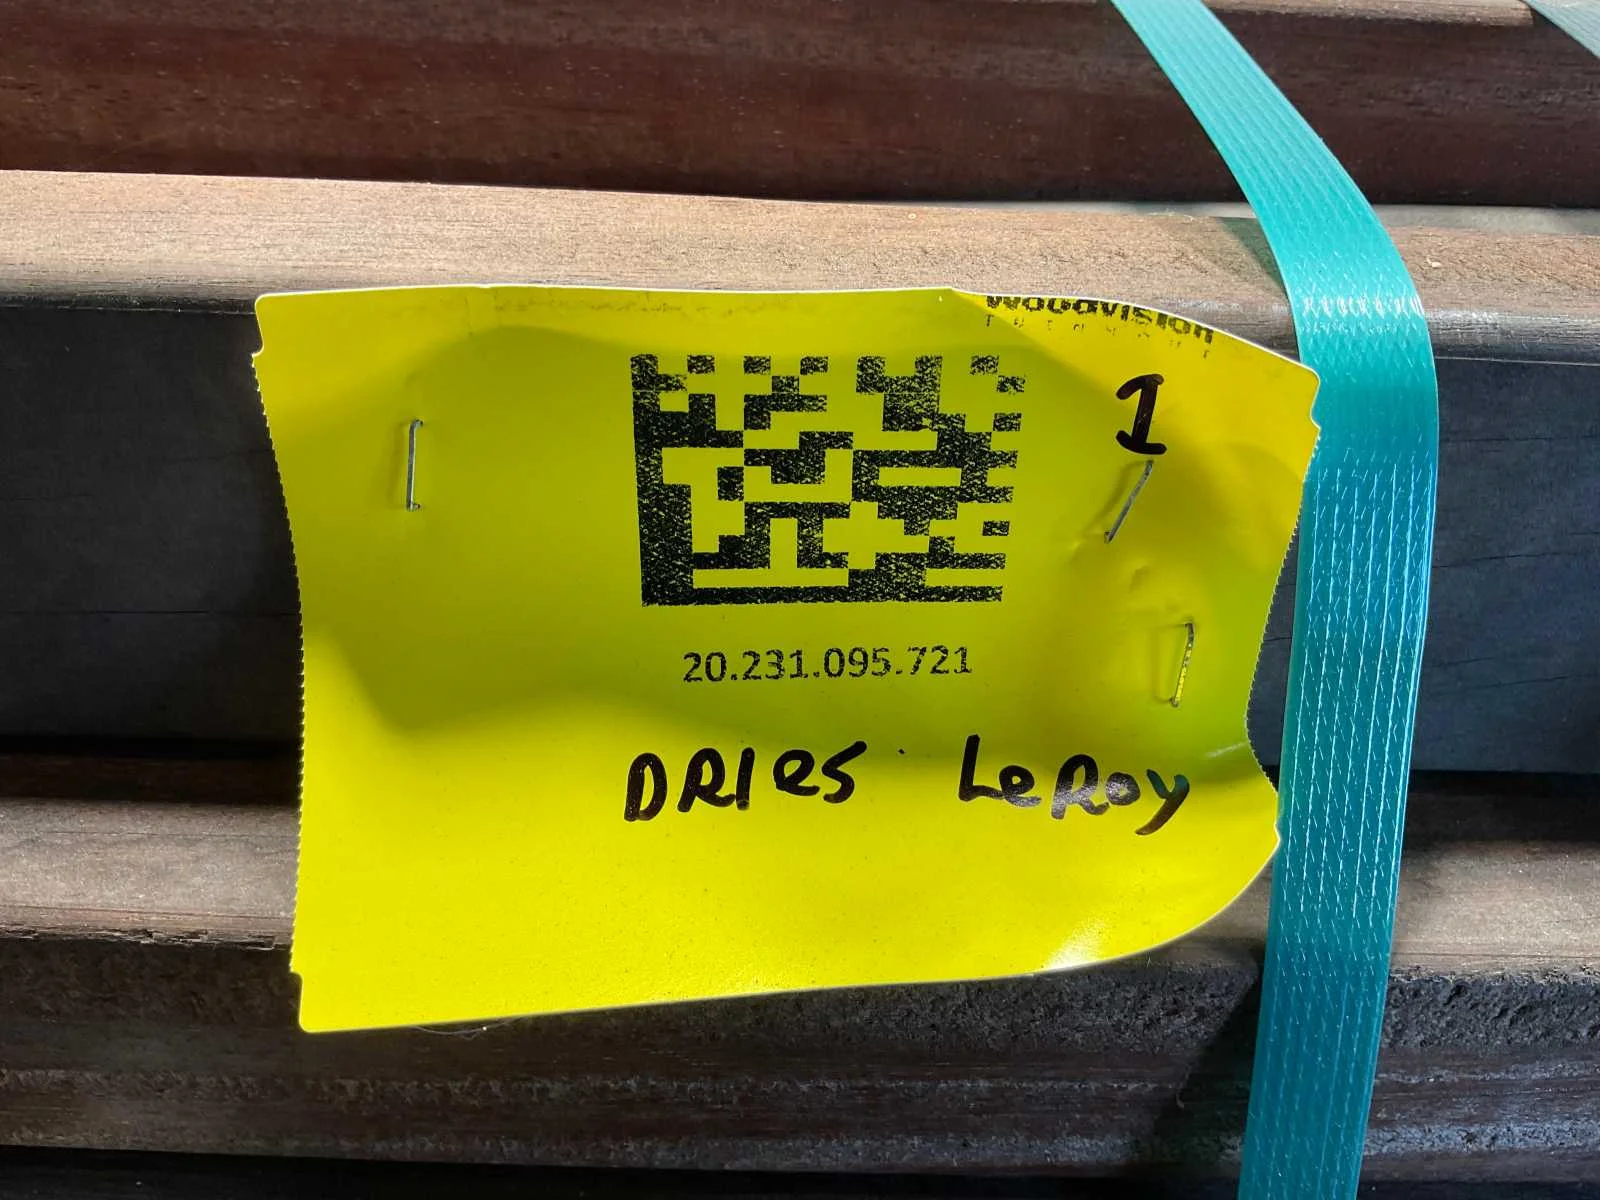 Woodvision
1
20.231.095.721
DRIES LeRoy